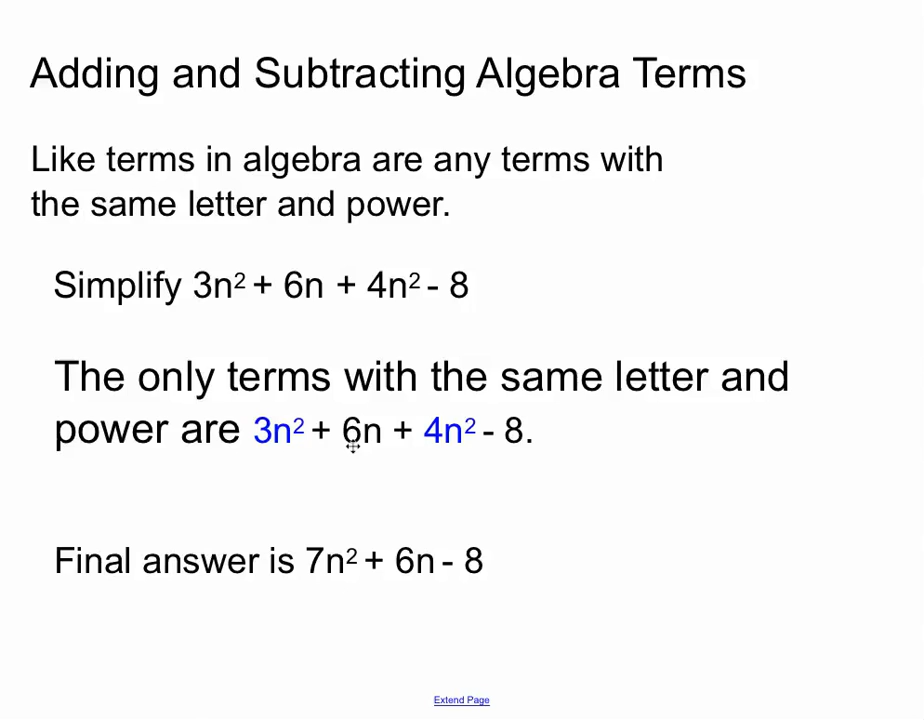 Adding and Subtracting Algebra Terms
Like terms in algebra are any terms with
the same letter and power.
Simplify 3n² + 6n + 4n² - 8
The only terms with the same letter and
power are 3n² + 6n + 4n² - 8.
Final answer is 7n² + 6n - 8
Extend Page